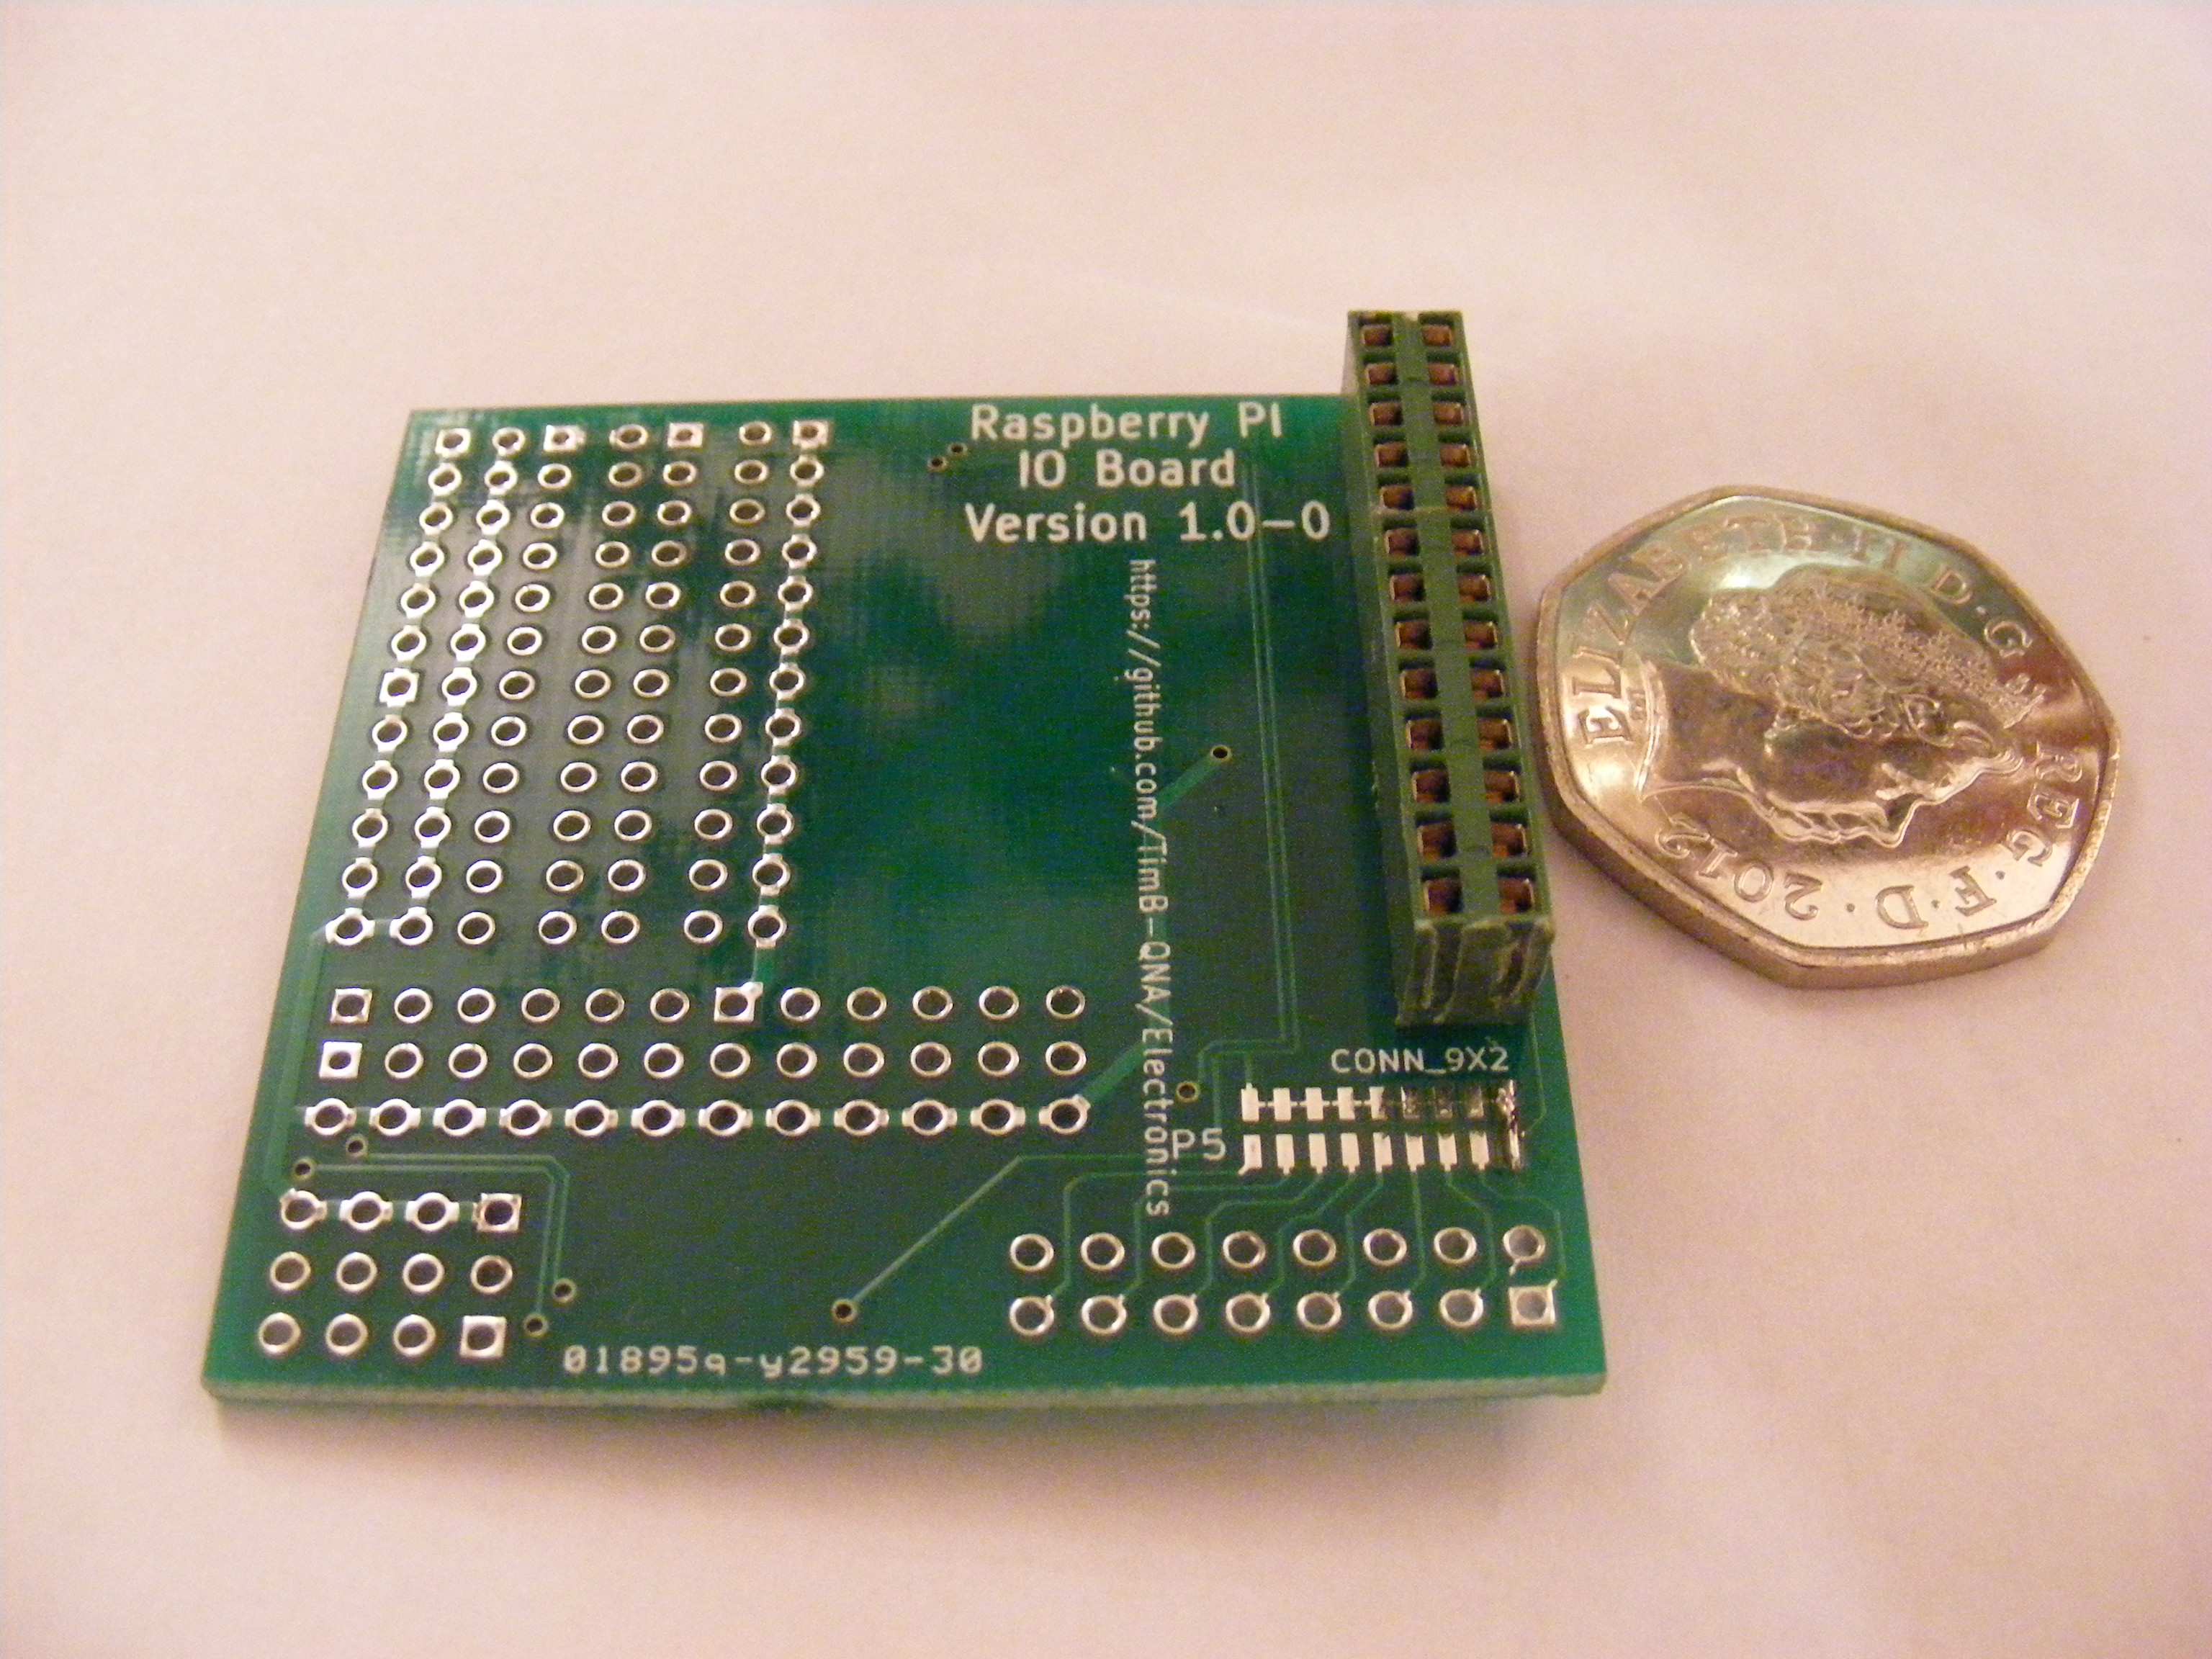 Raspberry PI
IO Board
Version 1.0-0
https://github.com/TimB-QNA/Electronics
CONN_9X2
P5
01895q-y2959-30
ELIZABETH·II D·G·REG·F·D·2012